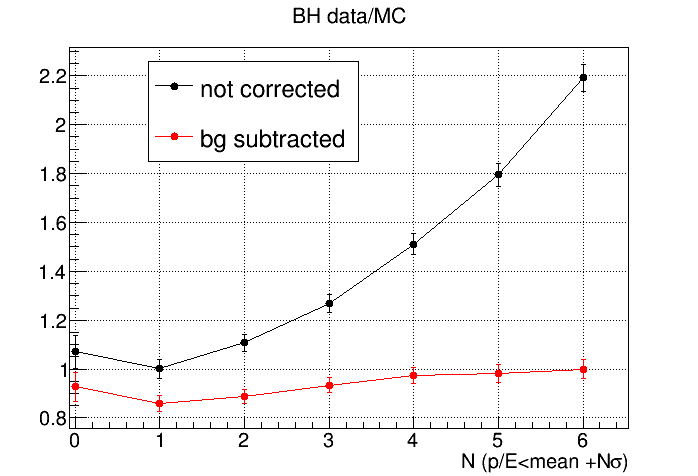 BH data/MC
not corrected
bg subtracted
2.2
2
1.8
1.6
1.4
1.2
1
0.8
0 1 2 3 4 5 6
N (p/E<mean +Nσ)